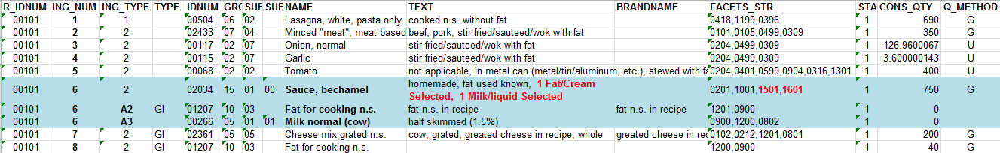 R_IDNUM ING_NUM ING_TYPE TYPE IDNUM GRO SUE SUE NAME TEXT BRANDNAME FACETS_STR STA CONS_QTY Q_METHOD
00101 1 1 00504 06 02 Lasagna, white, pasta only cooked n.s. without fat 0418,1199,0396 1 690 G
00101 2 2 02433 07 04 Minced "meat", meat based beef, pork, stir fried/sauteed/wok with fat 0101,0105,0499,0309 1 350 G
00101 3 2 00117 02 07 Onion, normal stir fried/sauteed/wok with fat 0204,0499,0309 1 126.9600067 U
00101 4 2 00115 02 07 Garlic stir fried/sauteed/wok with fat 0204,0499,0309 1 3.600000143 U
00101 5 2 00068 02 02 Tomato not applicable, in metal can (metal/tin/aluminum, etc.), stewed with fa 0204,0401,0599,0904,0316,1301 1 400 U
00101 6 2 02034 15 01 00 Sauce, bechamel homemade, fat used known, 1 Fat/Cream
Selected, 1 Milk/liquid Selected 0201,1001,1501,1601 1 750 G
00101 6 A2 GI 01207 10 03 Fat for cooking n.s. fat n.s. in recipe fat n.s. in recipe 1201,0900 1 0
00101 6 A3 00266 05 01 01 Milk normal (cow) half skimmed (1.5%) 0900,1200,0802 1 0
00101 7 2 GI 02361 05 05 Cheese mix grated n.s. cow, grated, greated cheese in recipe, whole greated cheese in rec 0102,0212,1201,0801 1 200 G
00101 8 2 GI 01207 10 03 Fat for cooking n.s. 1200,0900 1 40 G